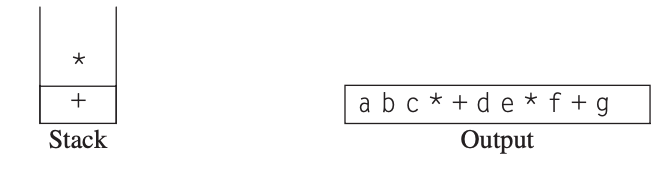 *
+
a b c * + d e * f + g
Stack
Output